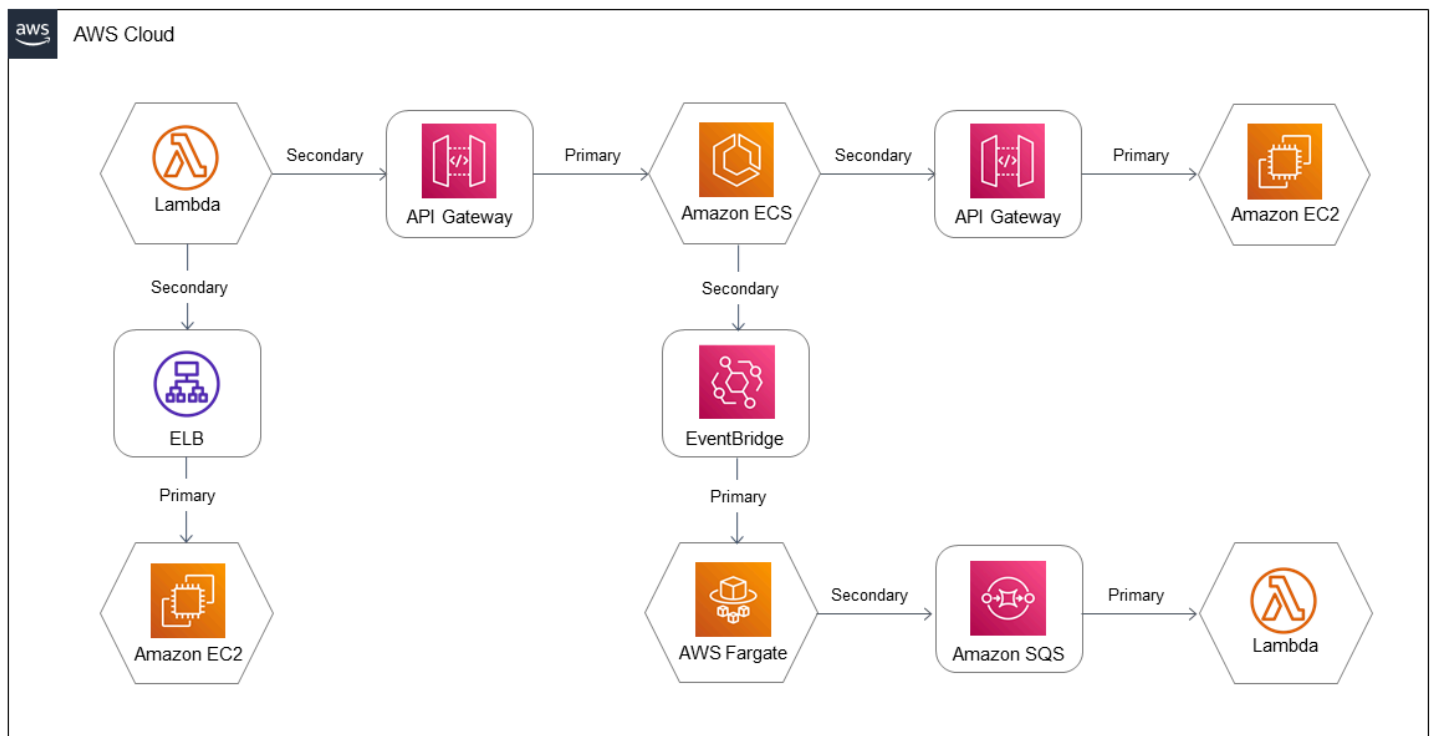 aws
AWS Cloud
Lambda
Secondary
API Gateway
Primary
Amazon ECS
Secondary
API Gateway
Primary
Amazon EC2
Secondary
Secondary
ELB
EventBridge
Primary
Primary
Amazon EC2
AWS Fargate
Secondary
Amazon SQS
Primary
Lambda